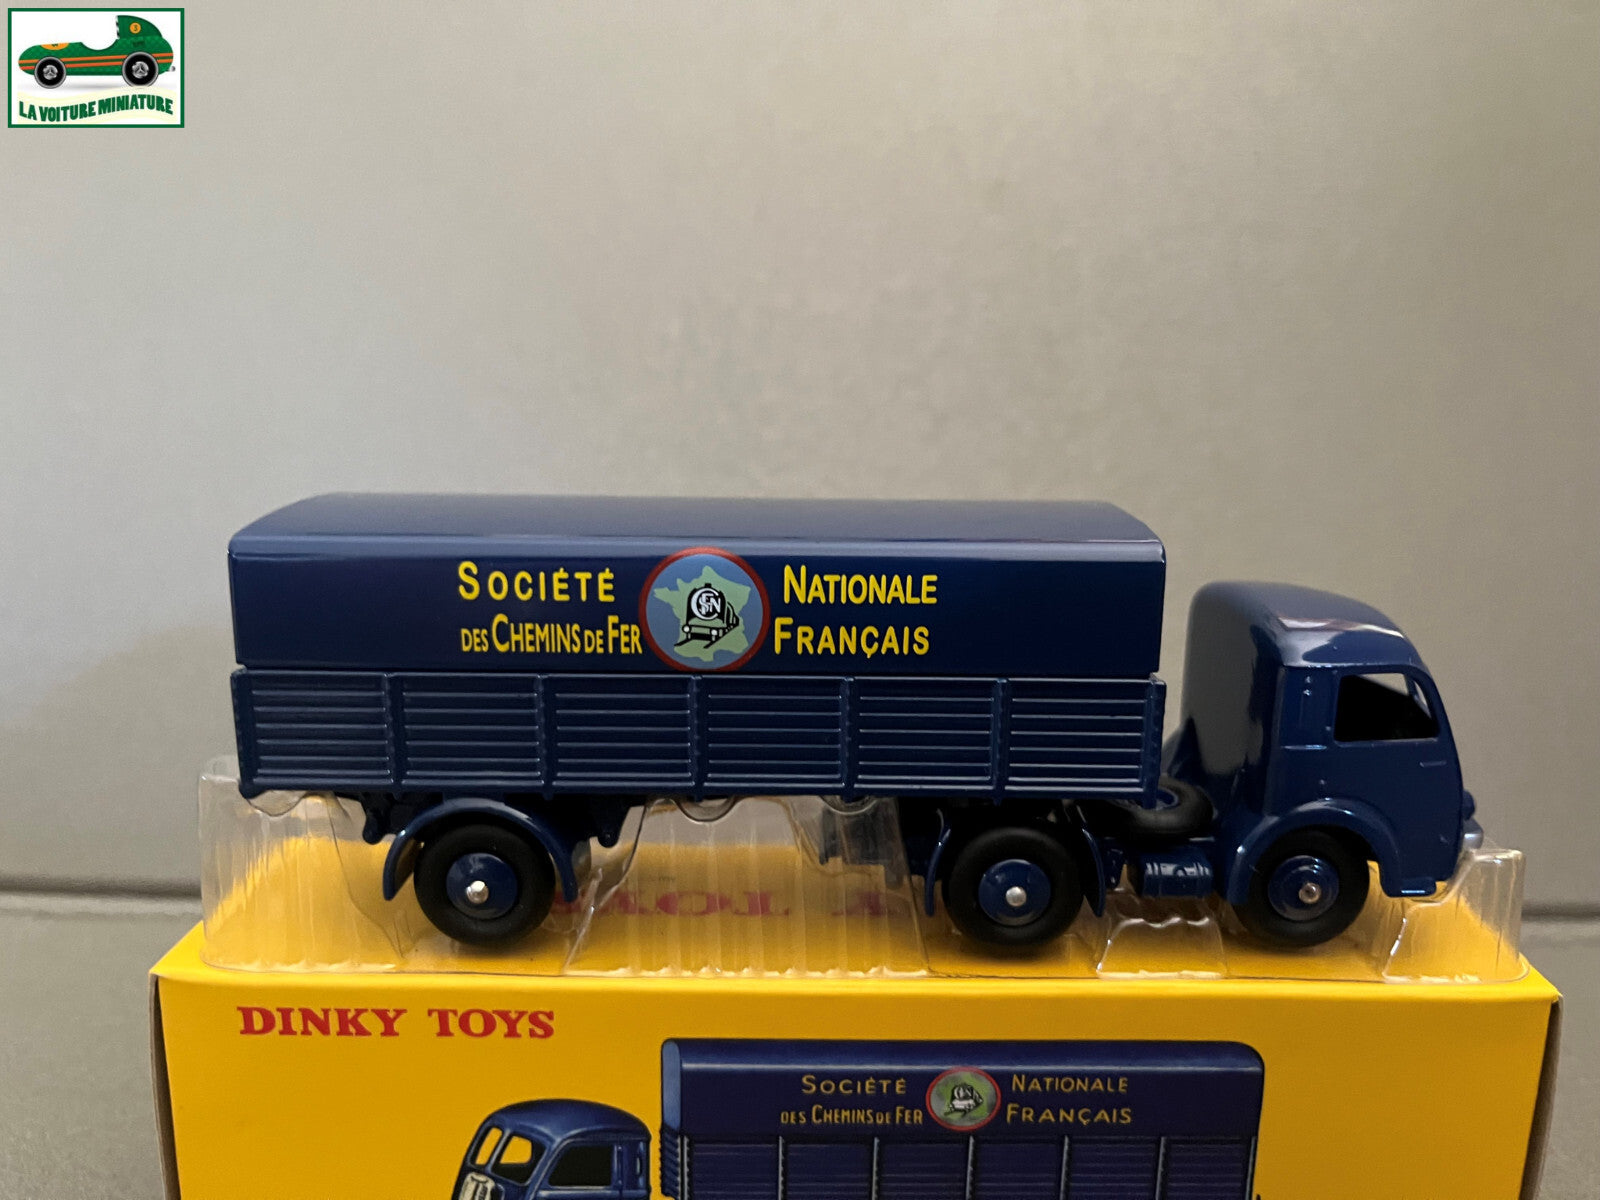 LA VOITURE MINIATURE
SOCIÉTÉ NATIONALE
DES CHEMINS DE FER FRANÇAIS
DINKY TOYS
SOCIÉTÉ NATIONALE
DES CHEMINS DE FER FRANÇAIS